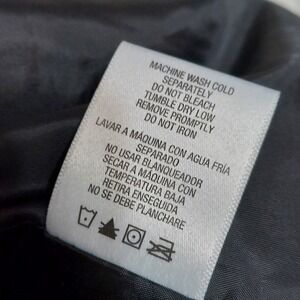 MACHINE WASH COLD
SEPARATELY
DO NOT BLEACH
TUMBLE DRY LOW
REMOVE PROMPTLY
DO NOT IRON
LAVAR A MÁQUINA CON AGUA FRÍA
SEPARADO
NO USAR BLANQUEADOR
SECAR A MÁQUINA CON
TEMPERATURA BAJA
RETIRA ENSEGUIDA
NO SE DEBE PLANCHARE